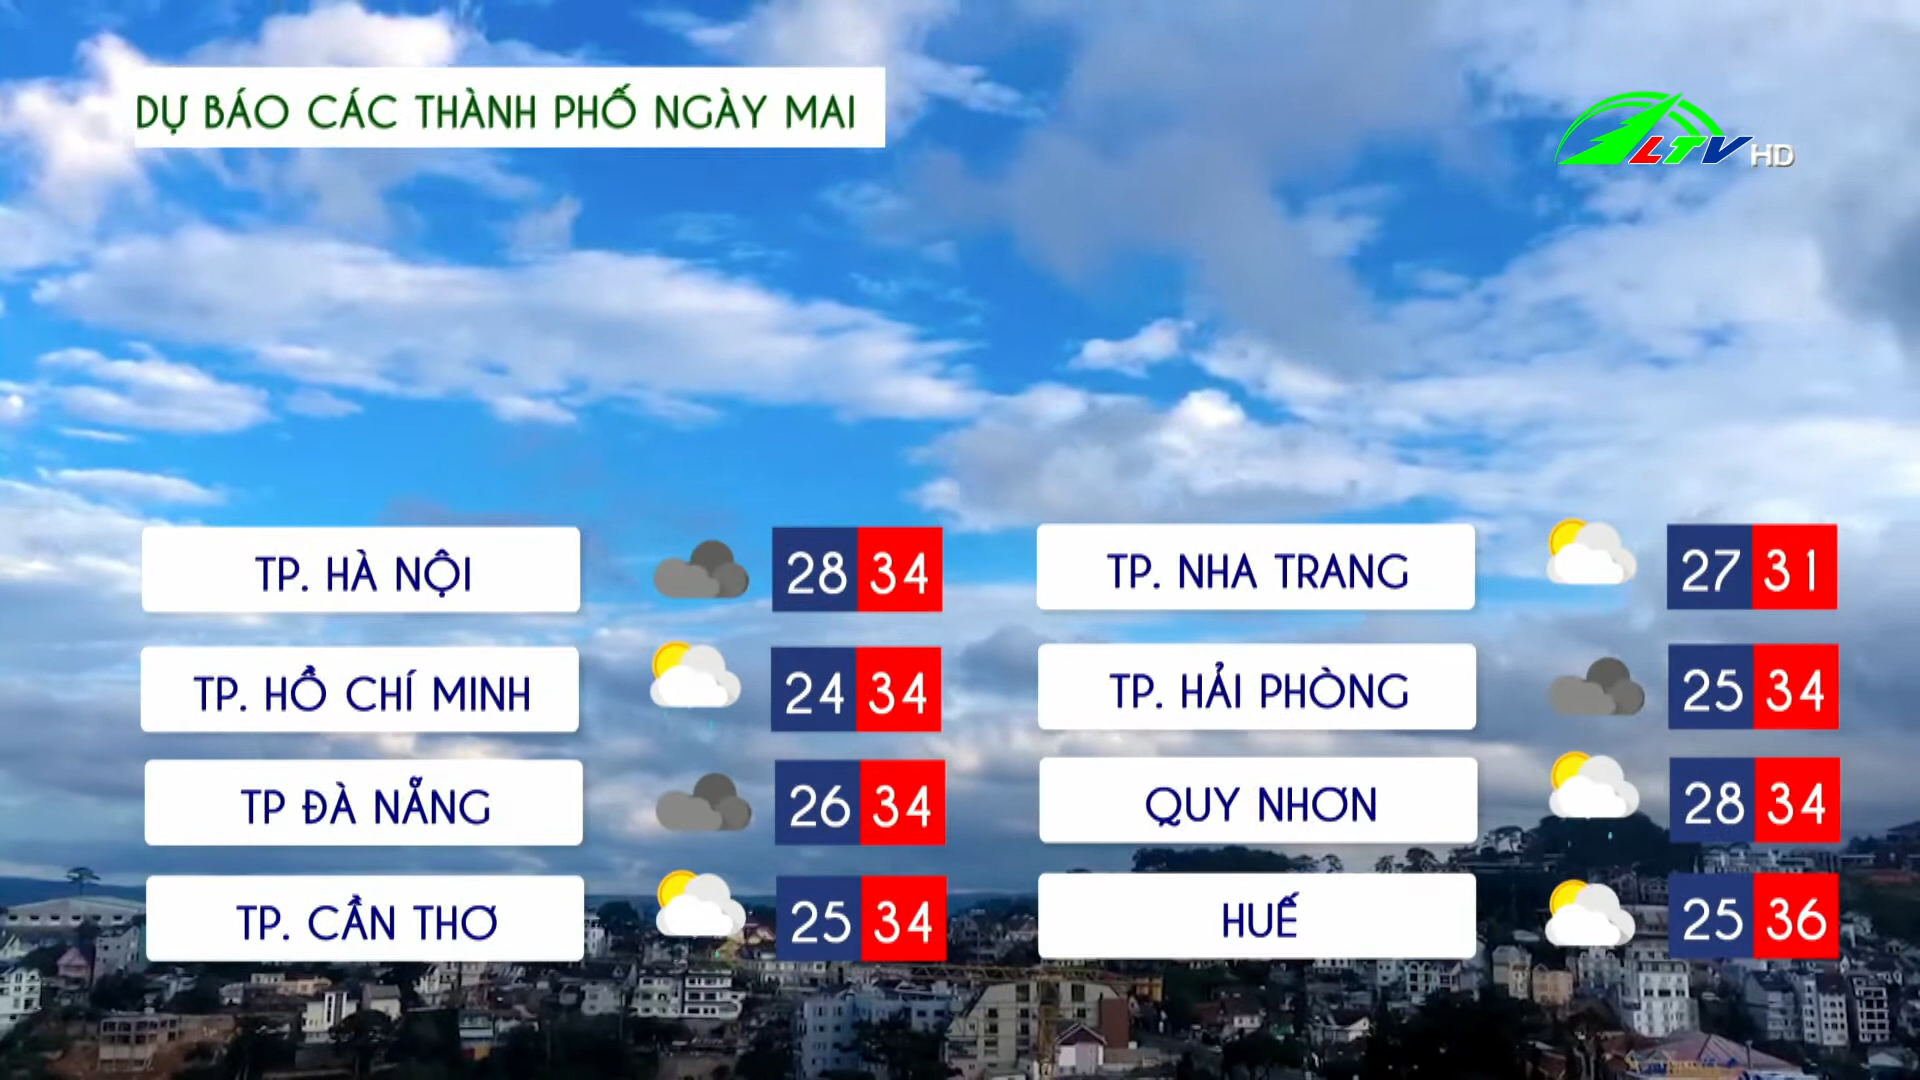 DỰ BÁO CÁC THÀNH PHỐ NGÀY MAI
LTV HD
TP. HÀ NỘI 28 34
TP. HỒ CHÍ MINH 24 34
TP ĐÀ NẴNG 26 34
TP. CẦN THƠ 25 34
TP. NHA TRANG 27 31
TP. HẢI PHÒNG 25 34
QUY NHƠN 28 34
HUẾ 25 36